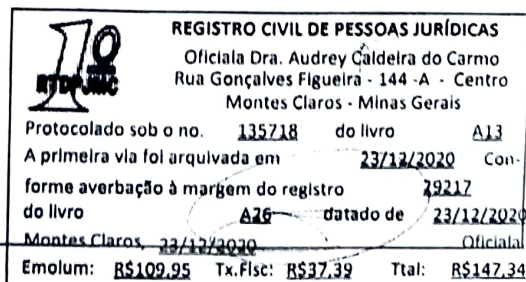 1º
RTDPJMC
REGISTRO CIVIL DE PESSOAS JURÍDICAS
Oficiala Dra. Audrey Caldeira do Carmo
Rua Gonçalves Figueira - 144 -A - Centro
Montes Claros - Minas Gerais
Protocolado sob o no. 135718 do livro A13
A primeira via foi arquivada em 23/12/2020 Con-
forme averbação à margem do registro 29217
do livro A26 datado de 23/12/2020
Montes Claros, 23/12/2020 Oficiala
Emolum: R$109,95 Tx.Fisc: R$37,39 Ttal: R$147,34